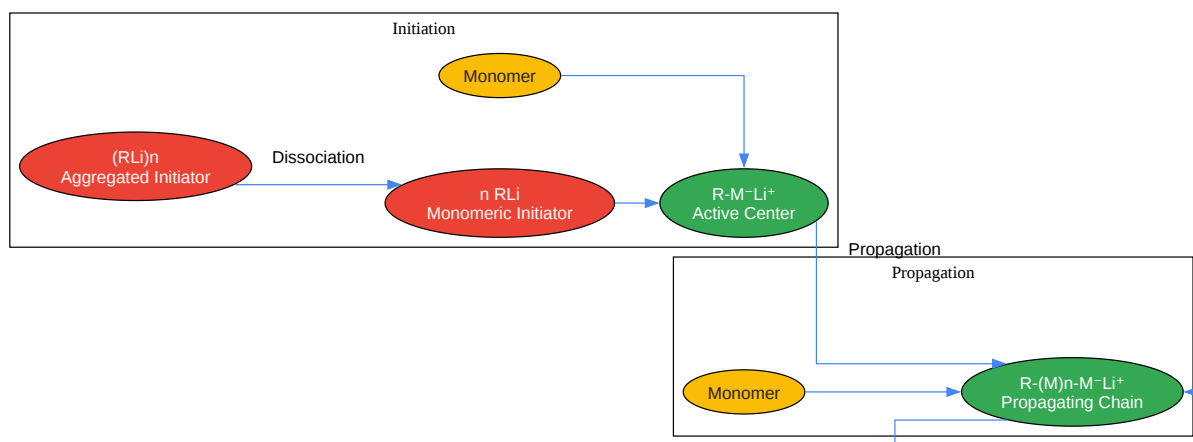 Initiation
Monomer
(RLi)n
Aggregated Initiator
Dissociation
n RLi
Monomeric Initiator
R-M⁻Li⁺
Active Center
Propagation
Propagation
Monomer
R-(M)n-M⁻Li⁺
Propagating Chain